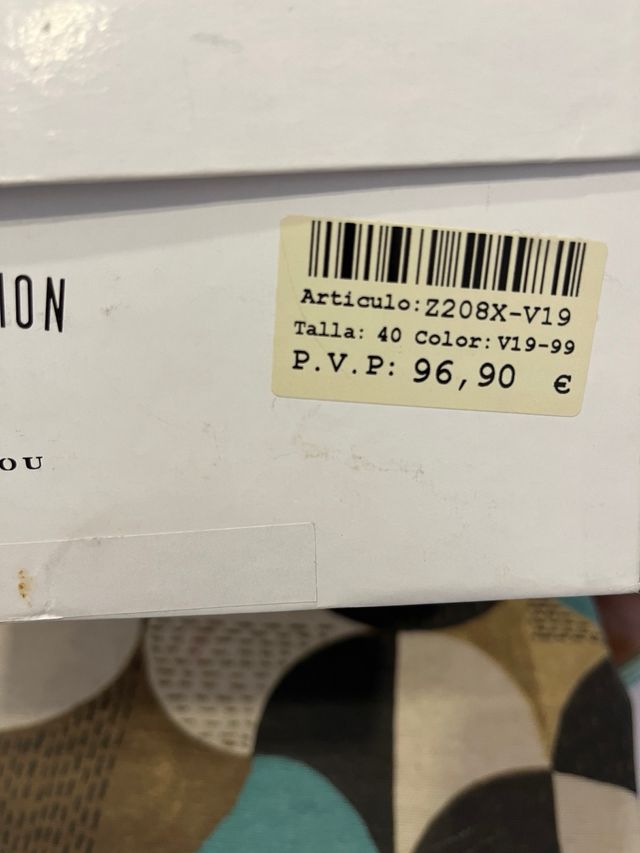 ION
Articulo:Z208X-V19
Talla: 40 Color:V19-99
P.V.P: 96,90 €
OU